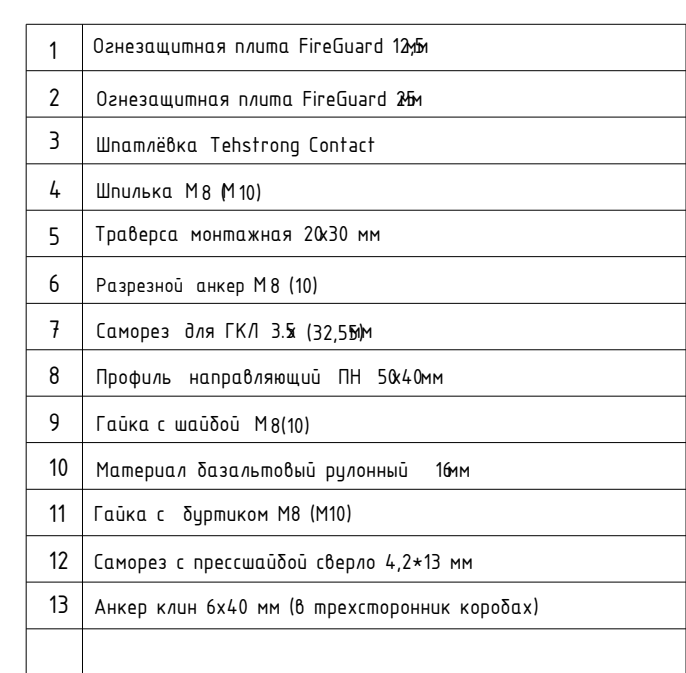 1 Огнезащитная плита FireGuard 12,5мм
2 Огнезащитная плита FireGuard 25мм
3 Шпатлёвка Tehstrong Contact
4 Шпилька М8 (М10)
5 Траверса монтажная 20х30 мм
6 Разрезной анкер М8 (10)
7 Саморез для ГКЛ 3.5х (32,55)мм
8 Профиль направляющий ПН 50х40мм
9 Гайка с шайбой М8(10)
10 Материал базальтовый рулонный 16мм
11 Гайка с буртиком М8 (М10)
12 Саморез с прессшайбой сверло 4,2*13 мм
13 Анкер клин 6х40 мм (в трехсторонник коробах)